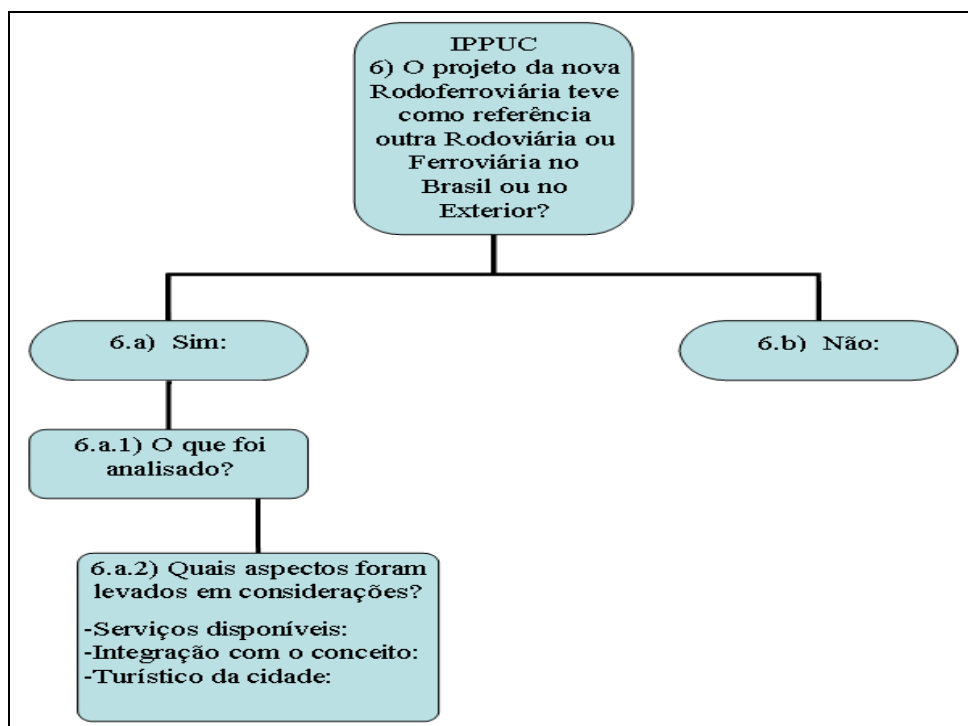 IPPUC
6) O projeto da nova
Rodoferroviária teve
como referência
outra Rodoviária ou
Ferroviária no
Brasil ou no
Exterior?
6.a) Sim:
6.b) Não:
6.a.1) O que foi
analisado?
6.a.2) Quais aspectos foram
levados em considerações?
-Serviços disponíveis:
-Integração com o conceito:
-Turístico da cidade: